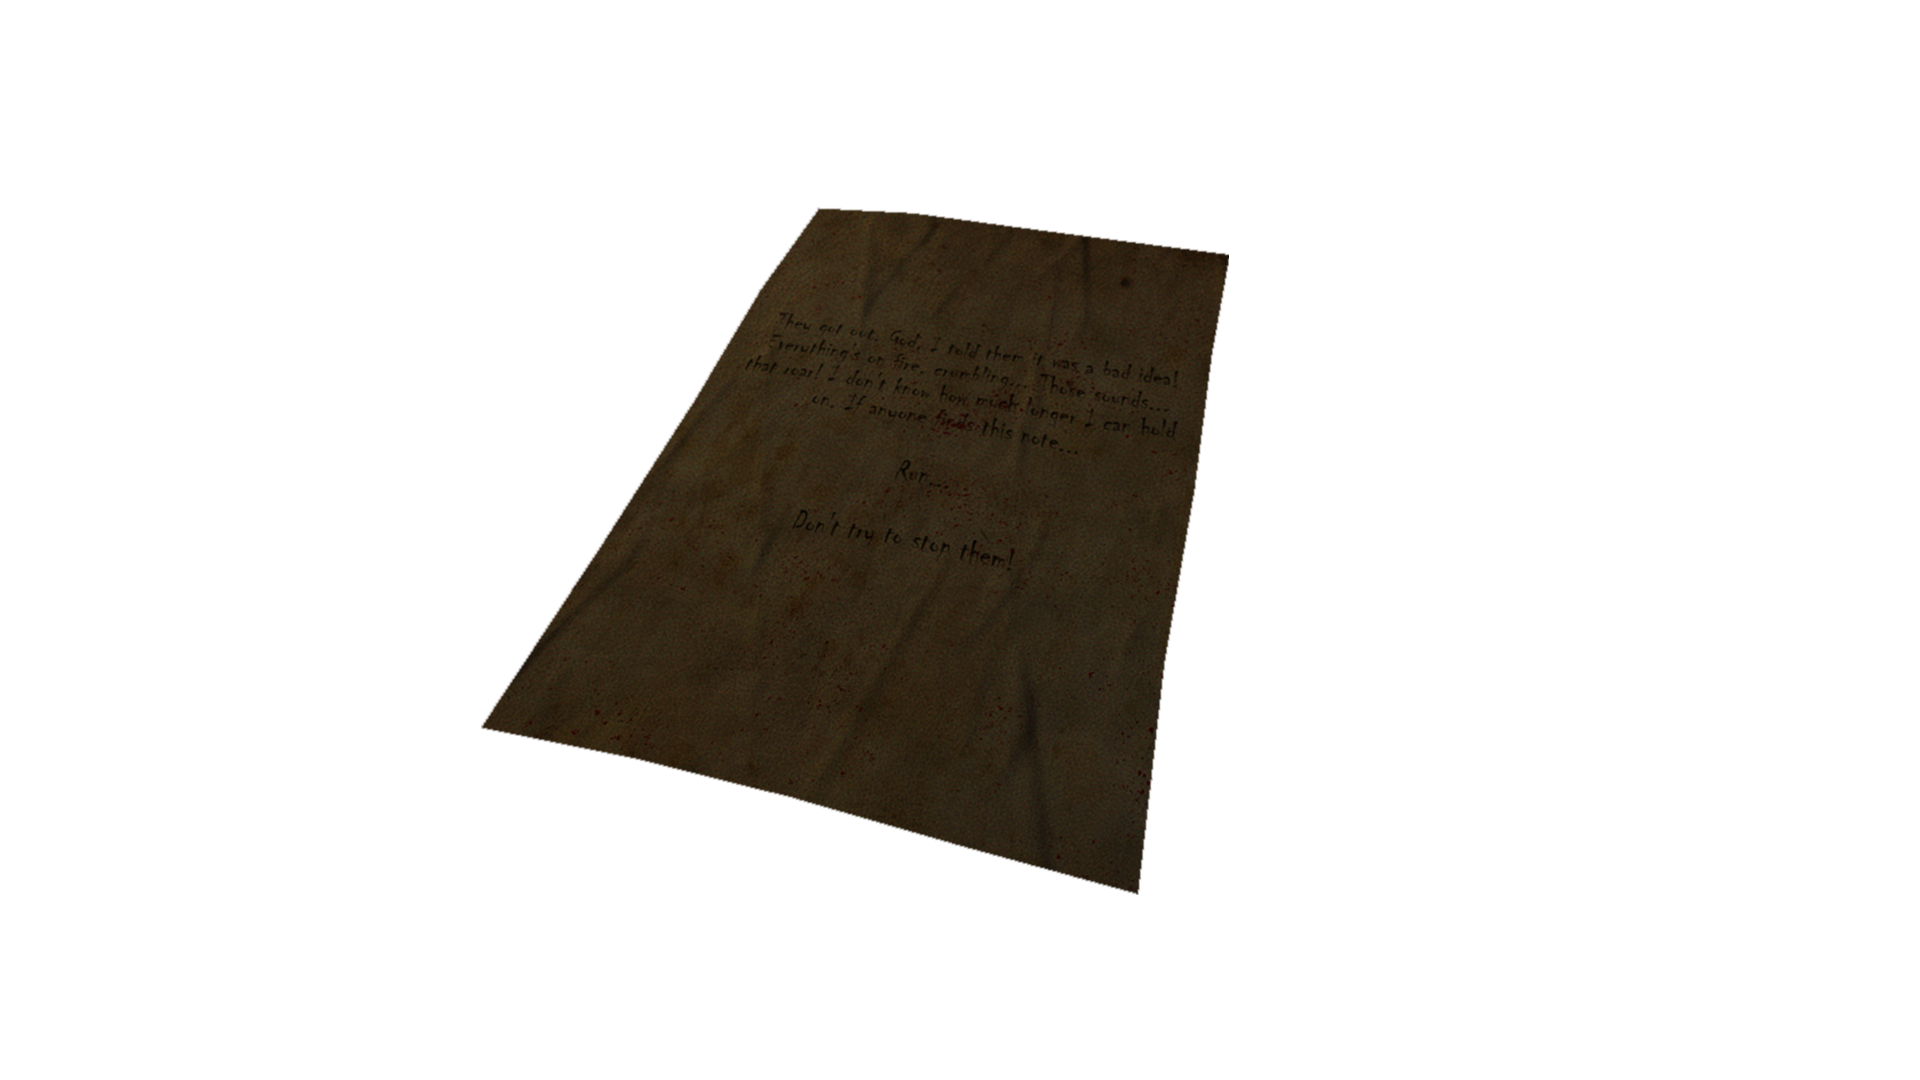 They got out. God, I told them it was a bad idea!
Everything's on fire, crumbling.... Those sounds...
that roar! I don't know how much longer I can hold
on. If anyone finds this note...
Run....
Don't try to stop them!